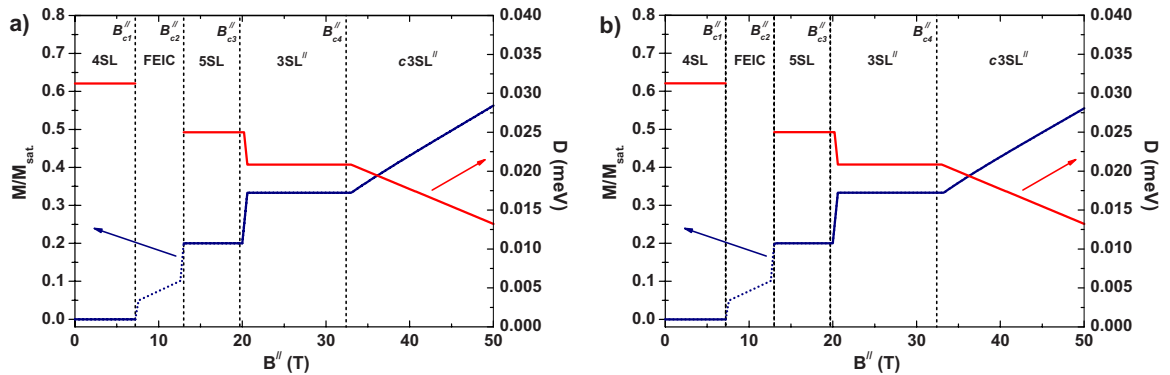 a)
B_c1^// B_c2^// B_c3^// B_c4^//
4SL FEIC 5SL 3SL^// c3SL^//
0.8
0.7
0.6
0.5
0.4
0.3
0.2
0.1
0.0
M/M_sat.
0 10 20 30 40 50
B^// (T)
0.040
0.035
0.030
0.025
0.020
0.015
0.010
0.005
0.000
D (meV)
b)
B_c1^// B_c2^// B_c3^// B_c4^//
4SL FEIC 5SL 3SL^// c3SL^//
0.8
0.7
0.6
0.5
0.4
0.3
0.2
0.1
0.0
M/M_sat.
0 10 20 30 40 50
B^// (T)
0.040
0.035
0.030
0.025
0.020
0.015
0.010
0.005
0.000
D (meV)